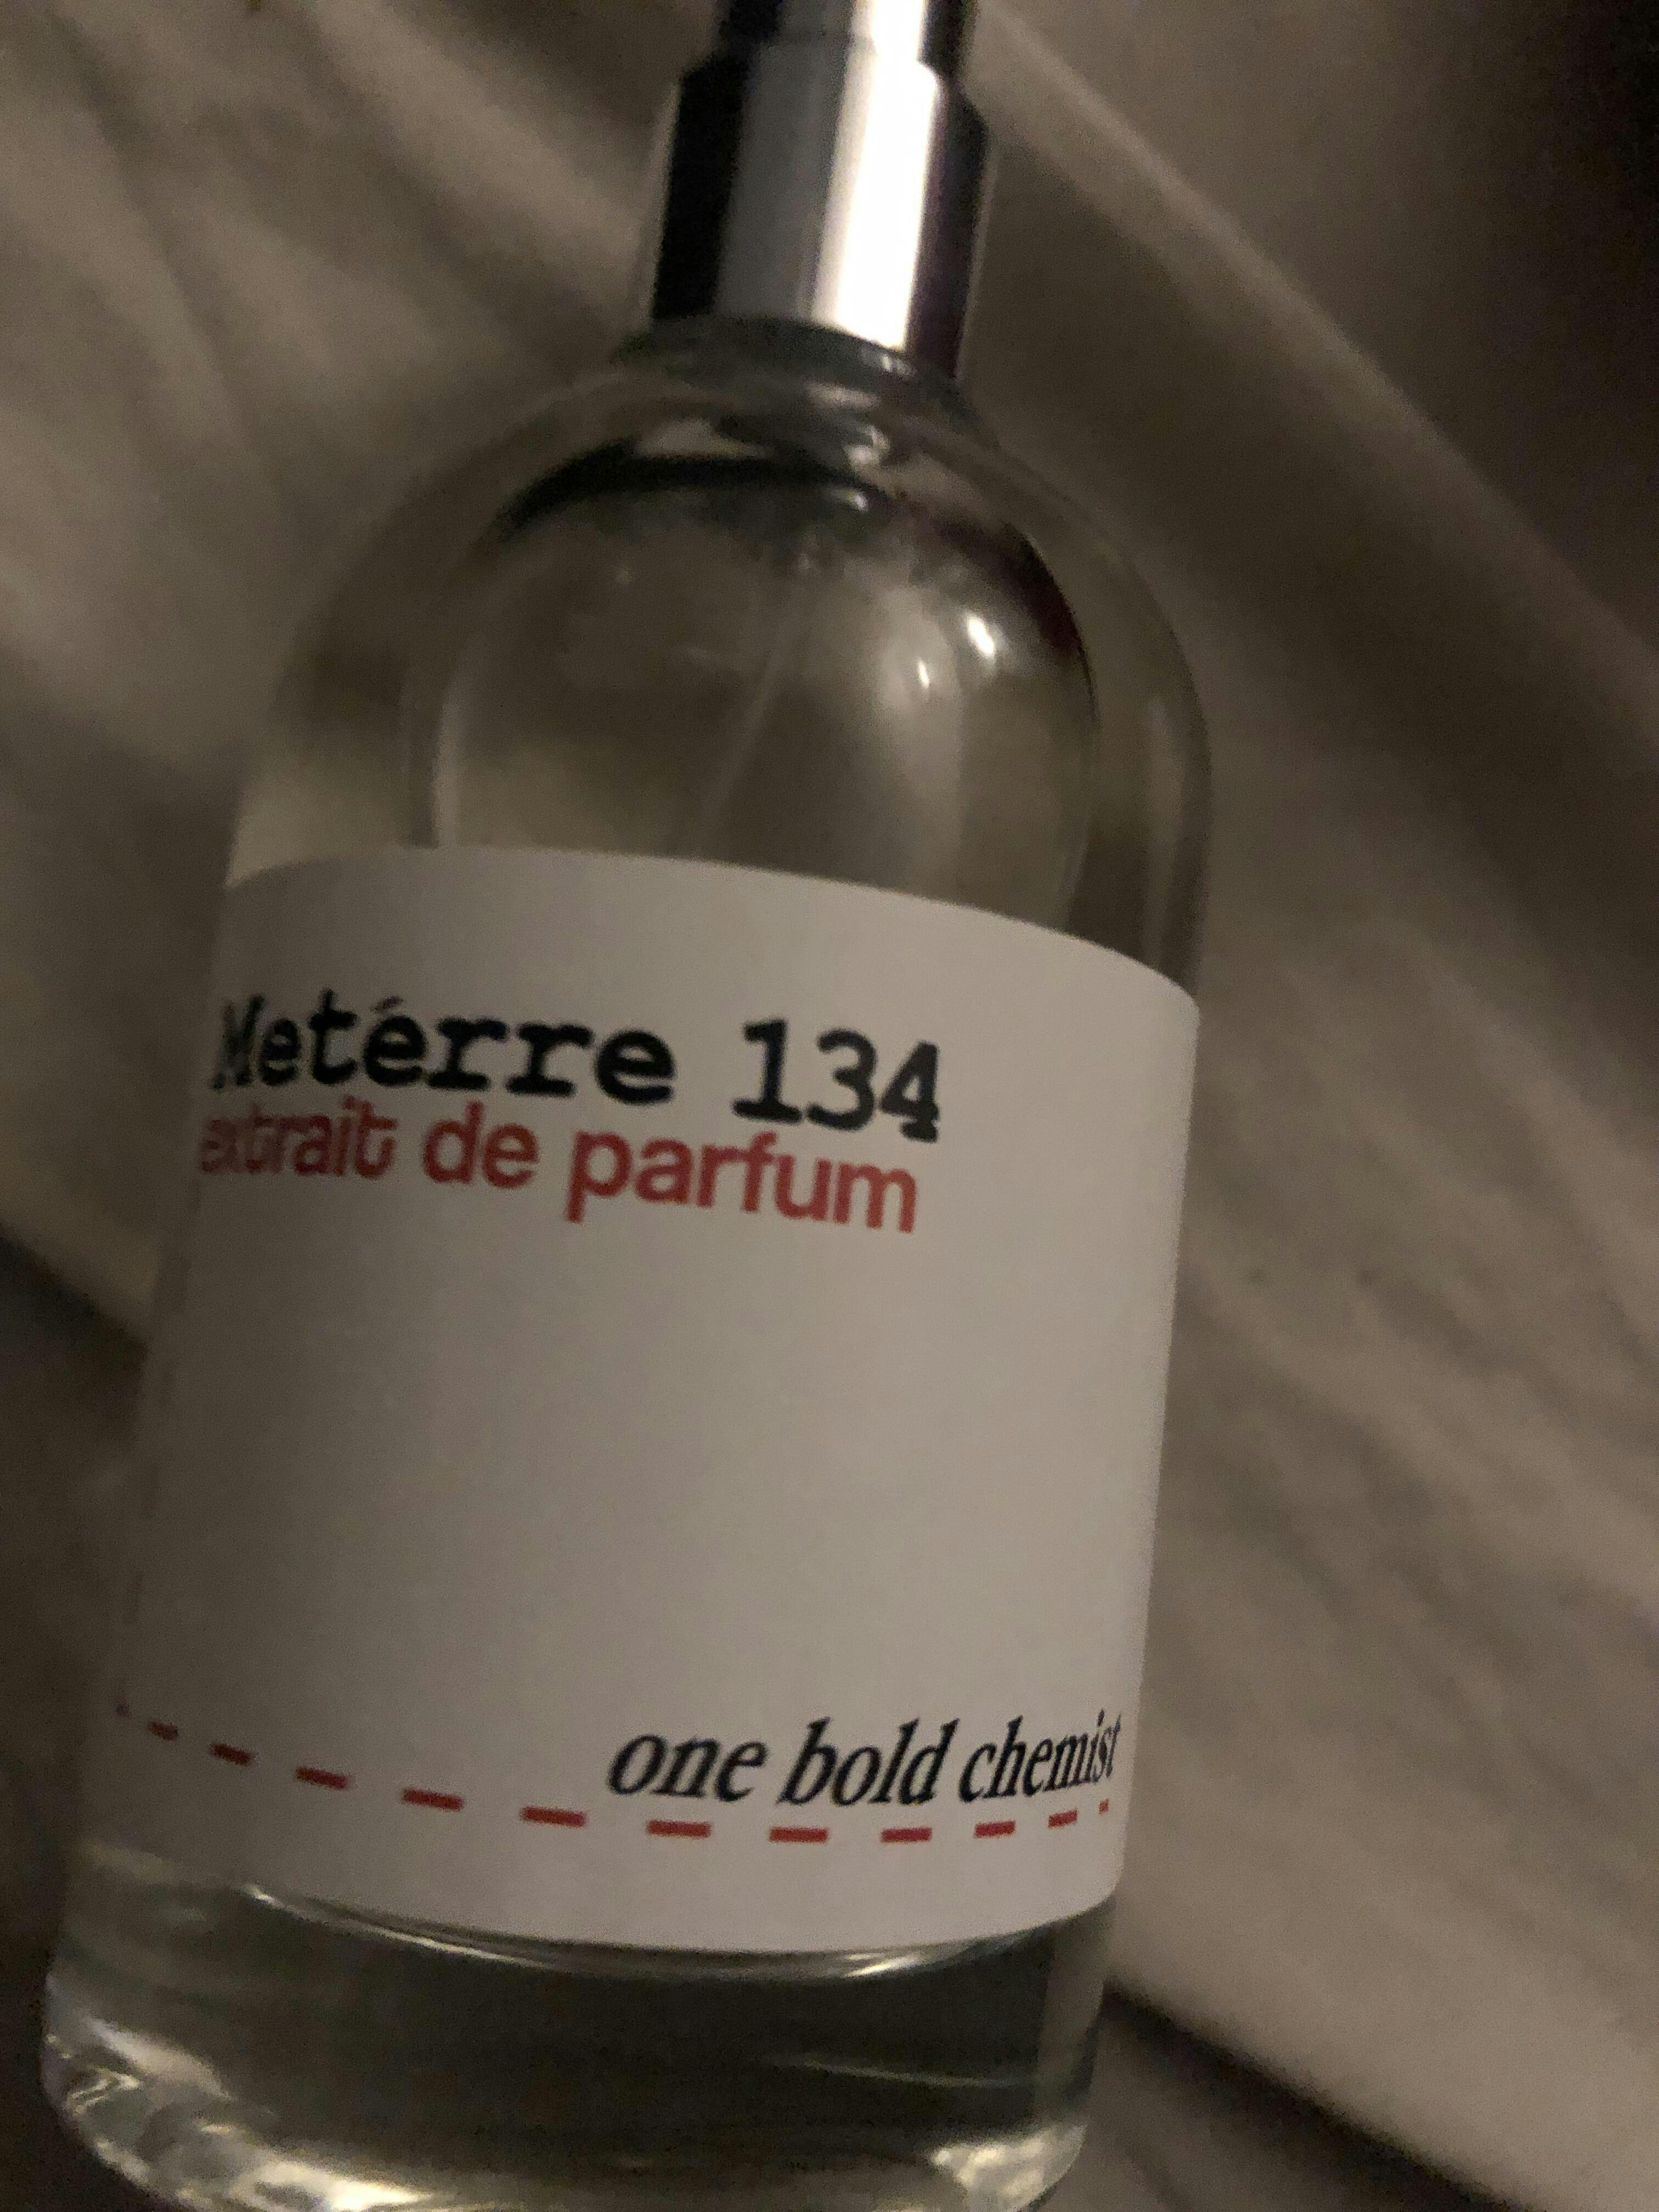 Metérre 134
extrait de parfum
one bold chemist